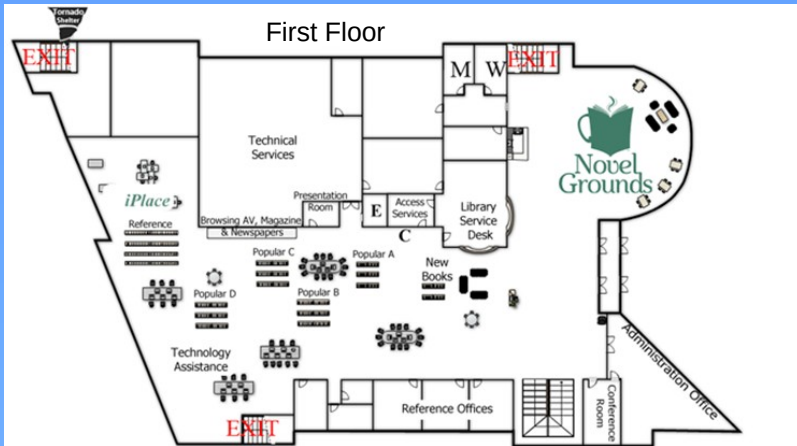 Tornado
Shelter
First Floor
EXIT
M
W
EXIT
Technical
Services
Novel
Grounds
iPlace
Presentation
Room
E
Access
Services
Library
Service
Desk
Reference
Browsing AV, Magazine
& Newspapers
C
Popular C
Popular A
New
Books
Popular D
Popular B
Technology
Assistance
Administration Office
Reference Offices
Conference
Room
EXIT